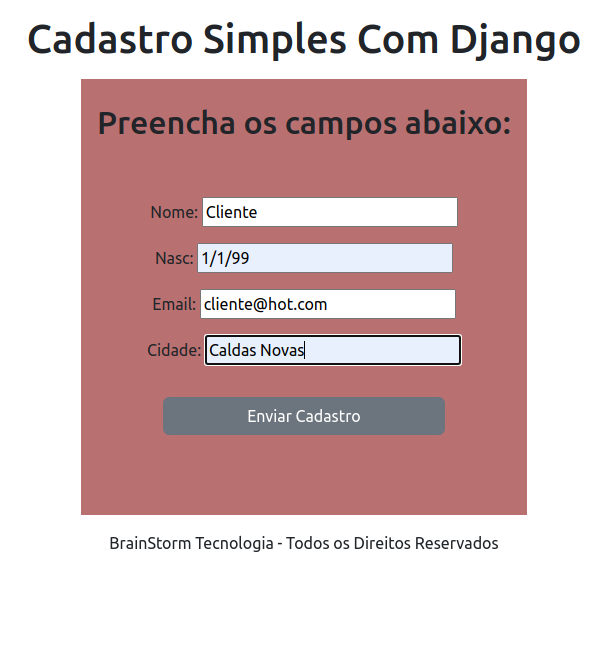 Cadastro Simples Com Django
Preencha os campos abaixo:
Nome: Cliente
Nasc: 1/1/99
Email: cliente@hot.com
Cidade: Caldas Novas
Enviar Cadastro
BrainStorm Tecnologia - Todos os Direitos Reservados